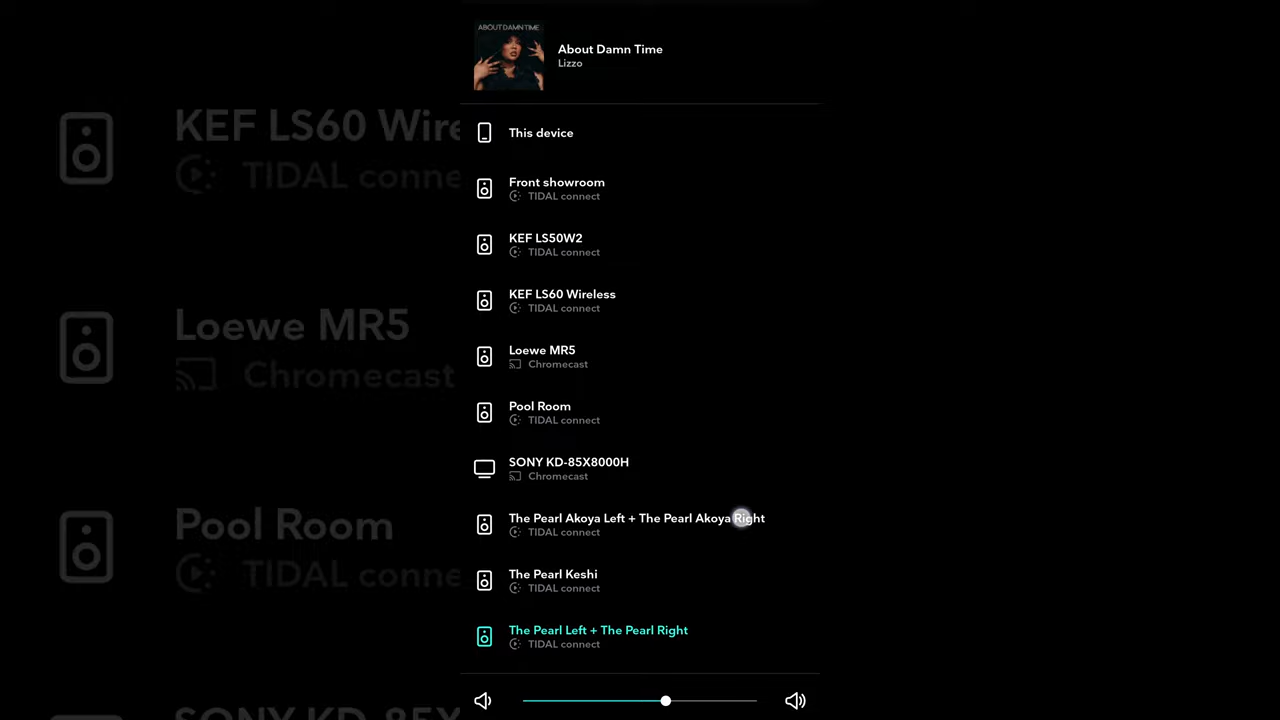 ABOUT DAMN TIME
About Damn Time
Lizzo
This device
Front showroom
TIDAL connect
KEF LS50W2
TIDAL connect
KEF LS60 Wireless
TIDAL connect
Loewe MR5
Chromecast
Pool Room
TIDAL connect
SONY KD-85X8000H
Chromecast
The Pearl Akoya Left + The Pearl Akoya Right
TIDAL connect
The Pearl Keshi
TIDAL connect
The Pearl Left + The Pearl Right
TIDAL connect
KEF LS60 Wire
TIDAL conne
Loewe MR5
Chromecast
Pool Room
TIDAL conne
SONY KD-85X